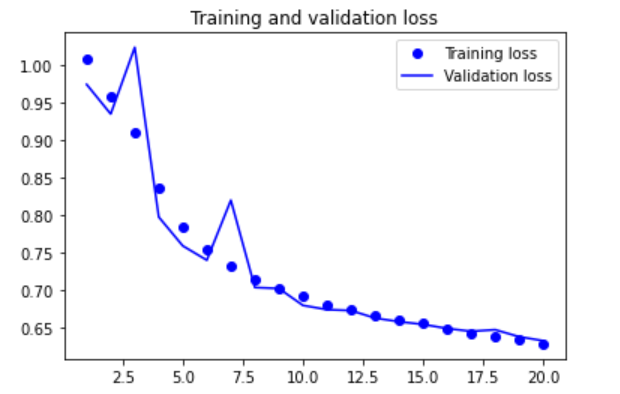 Training and validation loss
Training loss
Validation loss
1.00
0.95
0.90
0.85
0.80
0.75
0.70
0.65
2.5 5.0 7.5 10.0 12.5 15.0 17.5 20.0